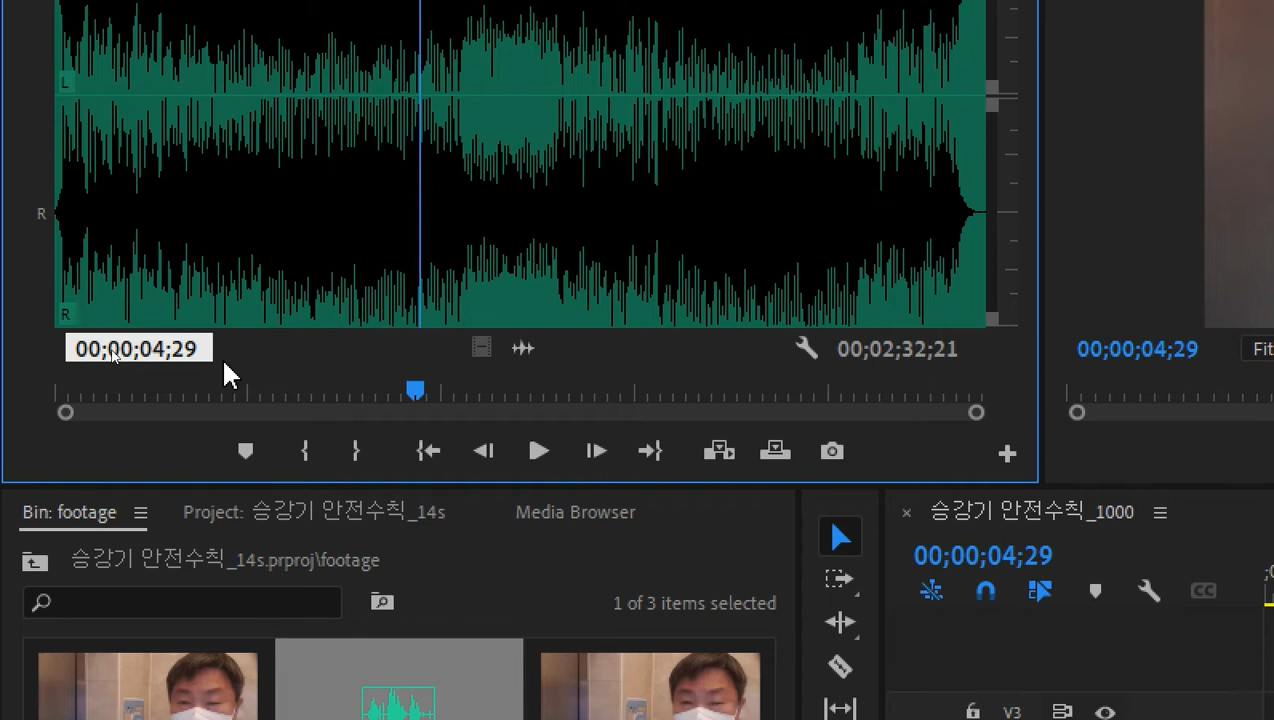 L
R
R
00;00;04;29
00;02;32;21
00;00;04;29
Fit
Bin: footage
Project: 승강기 안전수칙_14s
Media Browser
승강기 안전수칙_1000
승강기 안전수칙_14s.prproj\footage
00;00;04;29
1 of 3 items selected
CC
V3